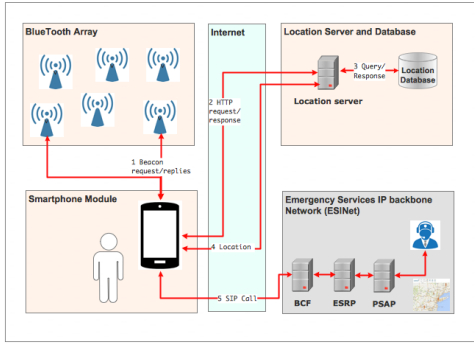 BlueTooth Array
Internet
Location Server and Database
3 Query/
Response
Location
Database
2 HTTP
request/
response
Location server
1 Beacon
request/replies
Smartphone Module
Emergency Services IP backbone
Network (ESINet)
4 Location
5 SIP Call
BCF
ESRP
PSAP